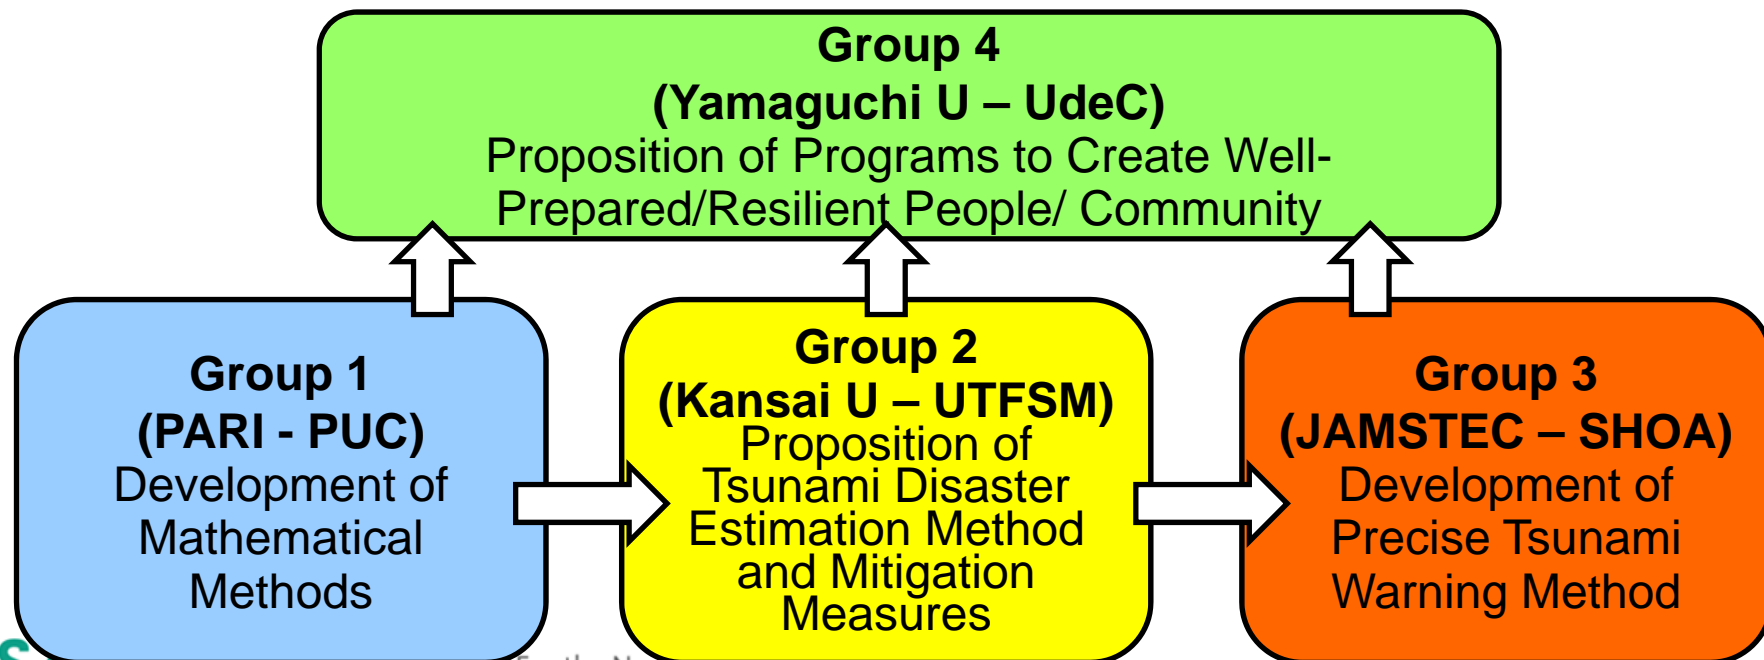 Group 4
(Yamaguchi U – UdeC)
Proposition of Programs to Create Well-
Prepared/Resilient People/ Community
Group 1
(PARI - PUC)
Development of
Mathematical
Methods
Group 2
(Kansai U – UTFSM)
Proposition of
Tsunami Disaster
Estimation Method
and Mitigation
Measures
Group 3
(JAMSTEC – SHOA)
Development of
Precise Tsunami
Warning Method